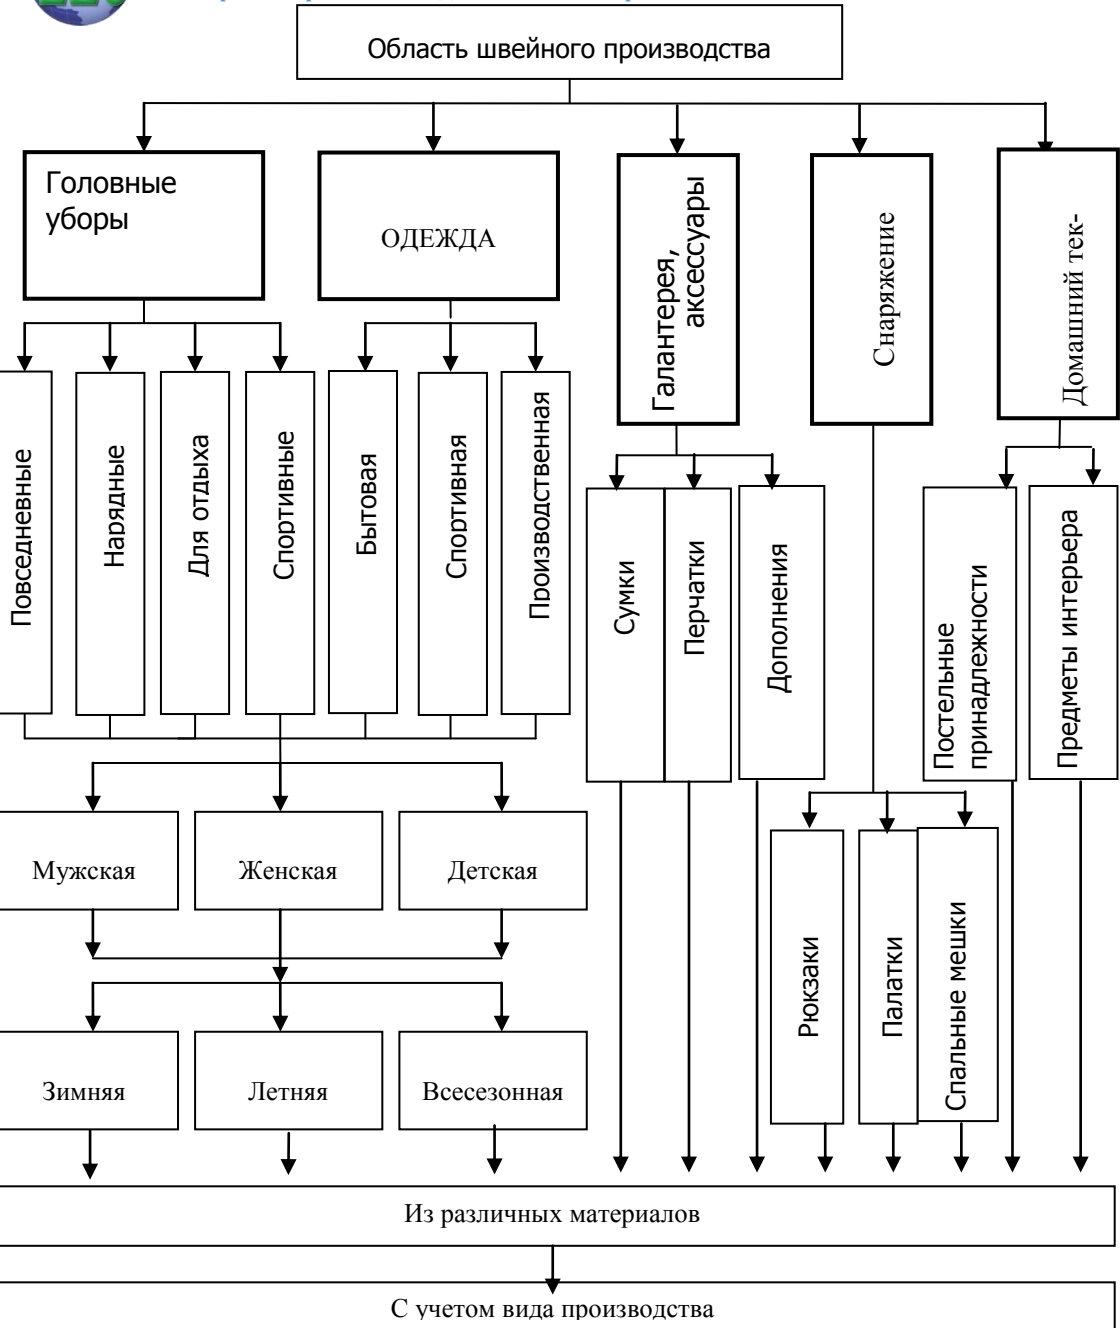 Область швейного производства
Головные
уборы
ОДЕЖДА
Галантерея,
аксессуары
Снаряжение
Домашний тек-
Повседневные
Нарядные
Для отдыха
Спортивные
Бытовая
Спортивная
Производственная
Сумки
Перчатки
Дополнения
Постельные
принадлежности
Предметы интерьера
Мужская
Женская
Детская
Рюкзаки
Палатки
Спальные мешки
Зимняя
Летняя
Всесезонная
Из различных материалов
С учетом вида производства